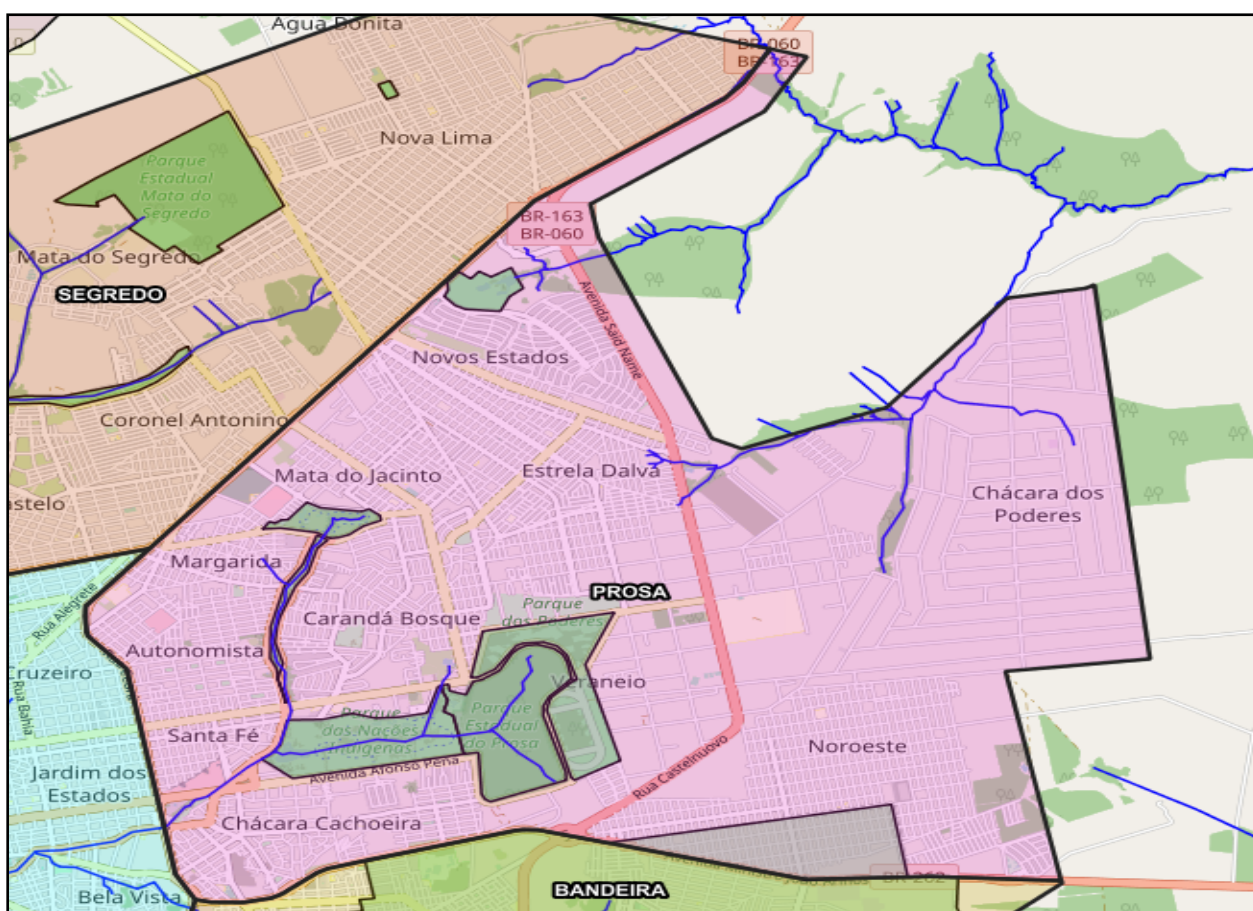 Água Bonita
BR-060
BR-163
Nova Lima
Parque
Estadual
Mata do
Segredo
BR-163
BR-060
Mata do Segredo
SEGREDO
Avenida Said Name
Novos Estados
Coronel Antonino
Mata do Jacinto
Estrela Dalva
Chácara dos
Poderes
astelo
Margarida
Rua Alegrete
PROSA
Parque
das Nações
Indígenas
Carandá Bosque
Parque
dos Poderes
Autonomista
Cruzeiro
Rua Bahia
Veraneio
Parque
Estadual
do Prosa
Santa Fé
Noroeste
Jardim dos
Estados
Avenida Afonso Pena
Rua Castelnuovo
Chácara Cachoeira
BR-262
BANDEIRA
Bela Vista